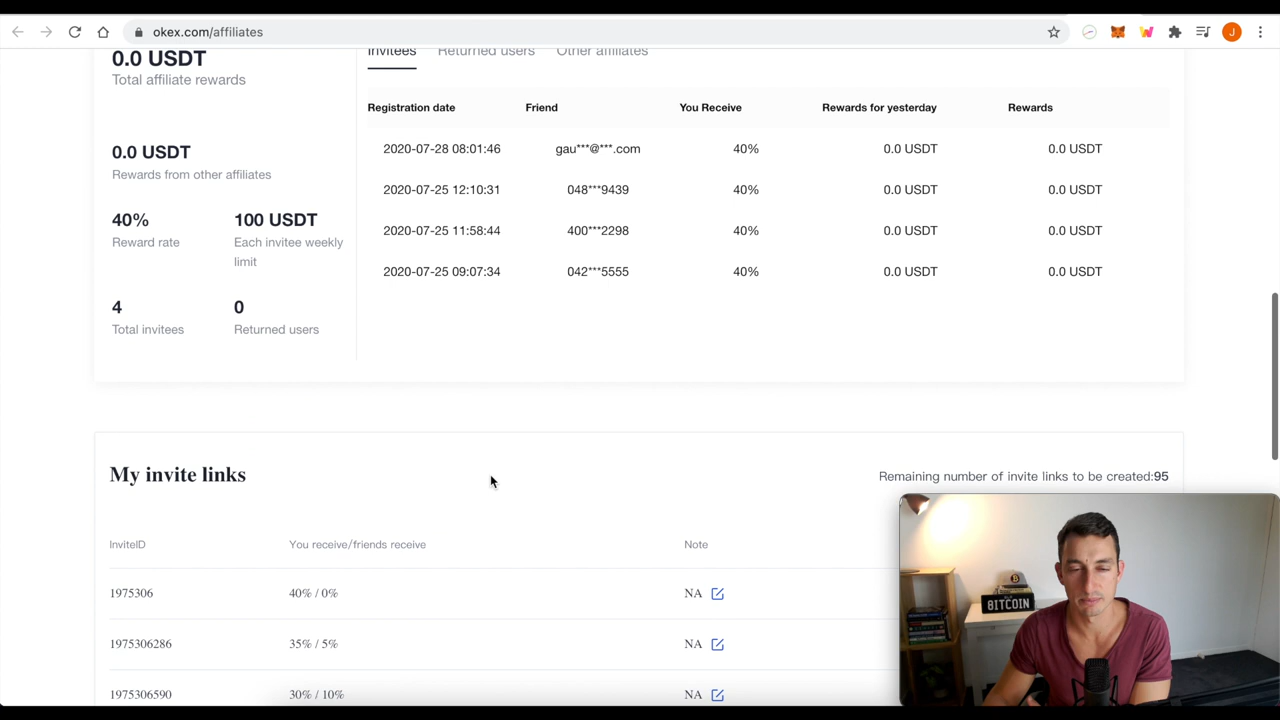 okex.com/affiliates
J
0.0 USDT
Total affiliate rewards
0.0 USDT
Rewards from other affiliates
40%
Reward rate
100 USDT
Each invitee weekly
limit
4
Total invitees
0
Returned users
Invitees Returned users Other affiliates
Registration date Friend You Receive Rewards for yesterday Rewards
2020-07-28 08:01:46 gau***@***.com 40% 0.0 USDT 0.0 USDT
2020-07-25 12:10:31 048***9439 40% 0.0 USDT 0.0 USDT
2020-07-25 11:58:44 400***2298 40% 0.0 USDT 0.0 USDT
2020-07-25 09:07:34 042***5555 40% 0.0 USDT 0.0 USDT
My invite links
Remaining number of invite links to be created:95
InviteID You receive/friends receive Note
1975306 40% / 0% NA
1975306286 35% / 5% NA
1975306590 30% / 10% NA
BITCOIN